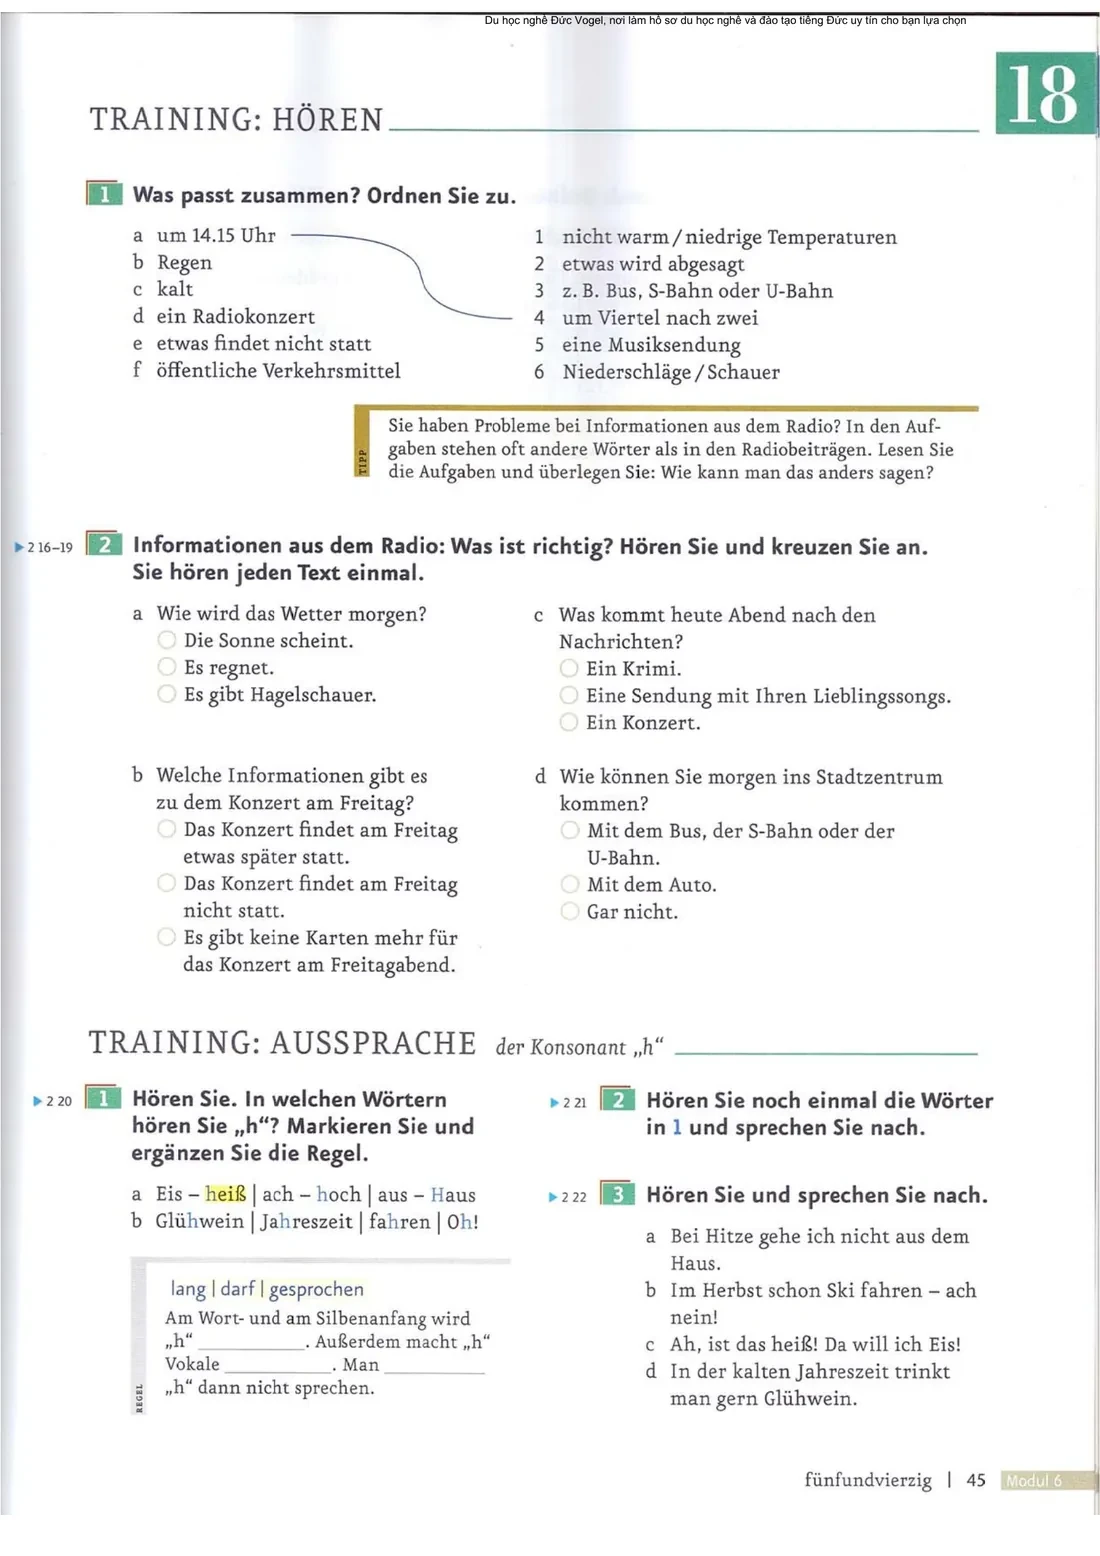 Du học nghề Đức Vogel, nơi làm hồ sơ du học nghề và đào tạo tiếng Đức uy tín cho bạn lựa chọn
18
TRAINING: HÖREN
1 Was passt zusammen? Ordnen Sie zu.
a um 14.15 Uhr
b Regen
c kalt
d ein Radiokonzert
e etwas findet nicht statt
f öffentliche Verkehrsmittel
1 nicht warm / niedrige Temperaturen
2 etwas wird abgesagt
3 z. B. Bus, S-Bahn oder U-Bahn
4 um Viertel nach zwei
5 eine Musiksendung
6 Niederschläge / Schauer
TIPP
Sie haben Probleme bei Informationen aus dem Radio? In den Auf-
gaben stehen oft andere Wörter als in den Radiobeiträgen. Lesen Sie
die Aufgaben und überlegen Sie: Wie kann man das anders sagen?
▶ 2 16–19 2 Informationen aus dem Radio: Was ist richtig? Hören Sie und kreuzen Sie an.
Sie hören jeden Text einmal.
a Wie wird das Wetter morgen?
Die Sonne scheint.
Es regnet.
Es gibt Hagelschauer.
b Welche Informationen gibt es
zu dem Konzert am Freitag?
Das Konzert findet am Freitag
etwas später statt.
Das Konzert findet am Freitag
nicht statt.
Es gibt keine Karten mehr für
das Konzert am Freitagabend.
c Was kommt heute Abend nach den
Nachrichten?
Ein Krimi.
Eine Sendung mit Ihren Lieblingssongs.
Ein Konzert.
d Wie können Sie morgen ins Stadtzentrum
kommen?
Mit dem Bus, der S-Bahn oder der
U-Bahn.
Mit dem Auto.
Gar nicht.
TRAINING: AUSSPRACHE der Konsonant „h“
▶ 2 20 1 Hören Sie. In welchen Wörtern
hören Sie „h“? Markieren Sie und
ergänzen Sie die Regel.
a Eis – heiß | ach – hoch | aus – Haus
b Glühwein | Jahreszeit | fahren | Oh!
REGEL
lang | darf | gesprochen
Am Wort- und am Silbenanfang wird
„h“ ___________. Außerdem macht „h“
Vokale ___________. Man ___________
„h“ dann nicht sprechen.
▶ 2 21 2 Hören Sie noch einmal die Wörter
in 1 und sprechen Sie nach.
▶ 2 22 3 Hören Sie und sprechen Sie nach.
a Bei Hitze gehe ich nicht aus dem
Haus.
b Im Herbst schon Ski fahren – ach
nein!
c Ah, ist das heiß! Da will ich Eis!
d In der kalten Jahreszeit trinkt
man gern Glühwein.
fünfundvierzig | 45 Modul 6